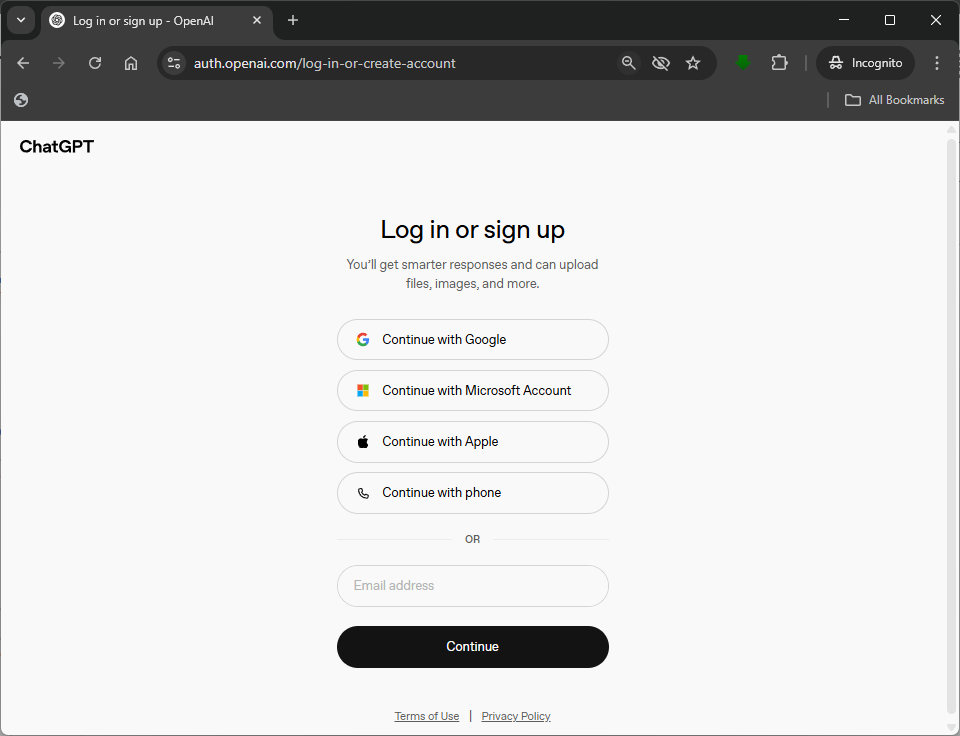 Log in or sign up - OpenAI
auth.openai.com/log-in-or-create-account
Incognito
All Bookmarks
ChatGPT
Log in or sign up
You'll get smarter responses and can upload
files, images, and more.
Continue with Google
Continue with Microsoft Account
Continue with Apple
Continue with phone
OR
Email address
Continue
Terms of Use | Privacy Policy